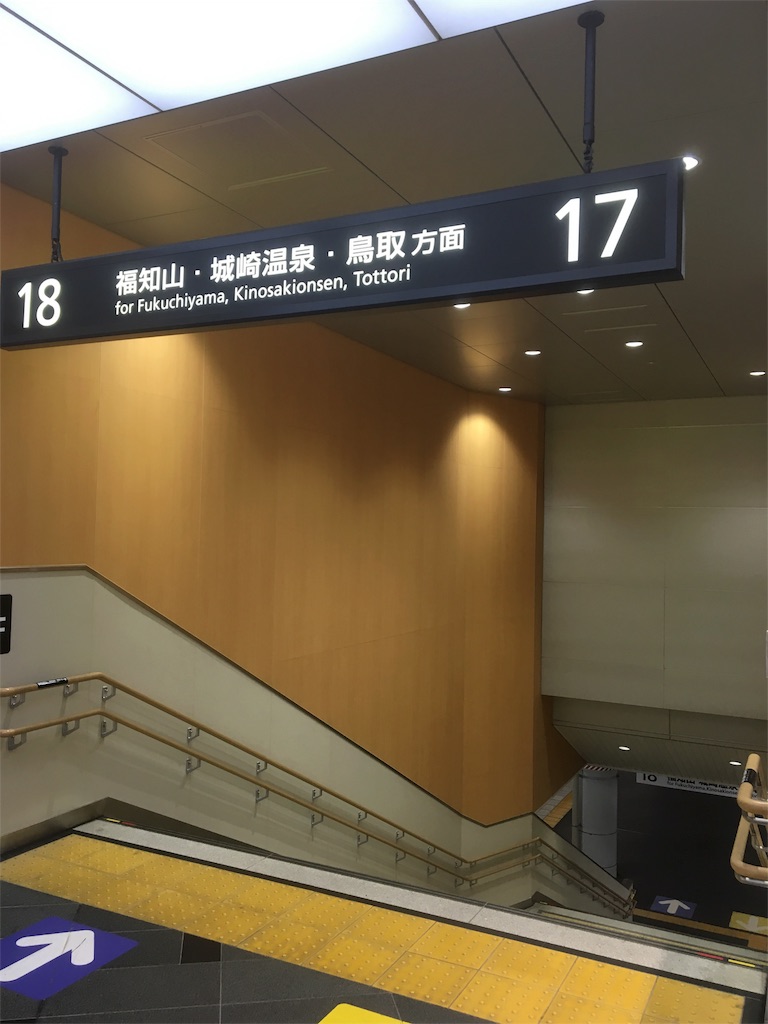 18 福知山・城崎温泉・鳥取方面 17
for Fukuchiyama, Kinosakionsen, Tottori